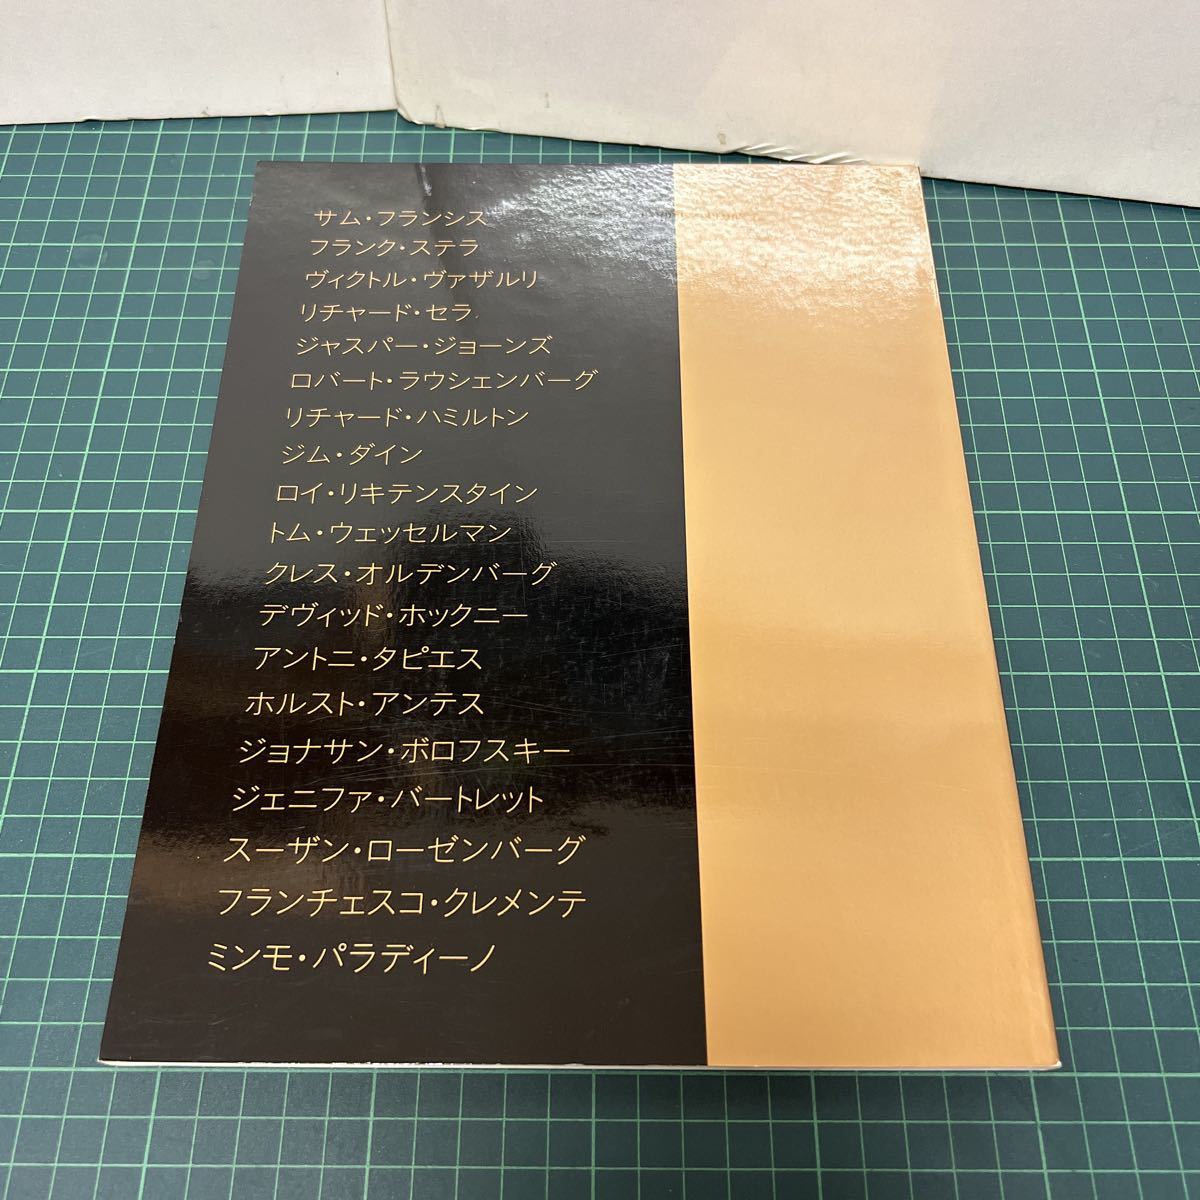 サム・フランシス
フランク・ステラ
ヴィクトル・ヴァザルリ
リチャード・セラ
ジャスパー・ジョーンズ
ロバート・ラウシェンバーグ
リチャード・ハミルトン
ジム・ダイン
ロイ・リキテンスタイン
トム・ウェッセルマン
クレス・オルデンバーグ
デヴィッド・ホックニー
アントニ・タピエス
ホルスト・アンテス
ジョナサン・ボロフスキー
ジェニファ・バートレット
スーザン・ローゼンバーグ
フランチェスコ・クレメンテ
ミンモ・パラディーノ